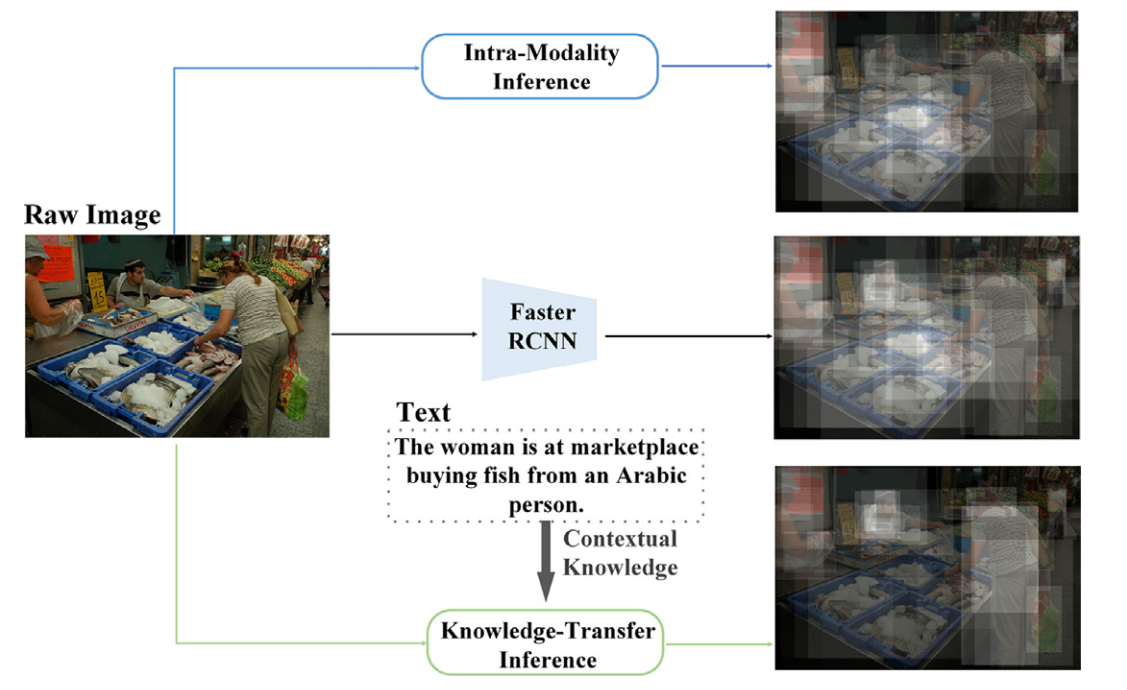 Intra-Modality
Inference
Raw Image
15
Faster
RCNN
Text
The woman is at marketplace
buying fish from an Arabic
person.
Contextual
Knowledge
Knowledge-Transfer
Inference